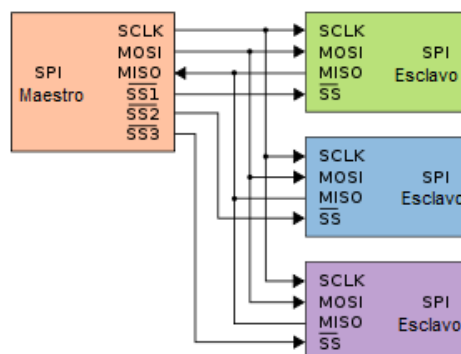 SPI
Maestro
SCLK
MOSI
MISO
SS1
SS2
SS3
SCLK
MOSI
MISO
SS
SPI
Esclavo
SCLK
MOSI
MISO
SS
SPI
Esclavo
SCLK
MOSI
MISO
SS
SPI
Esclavo